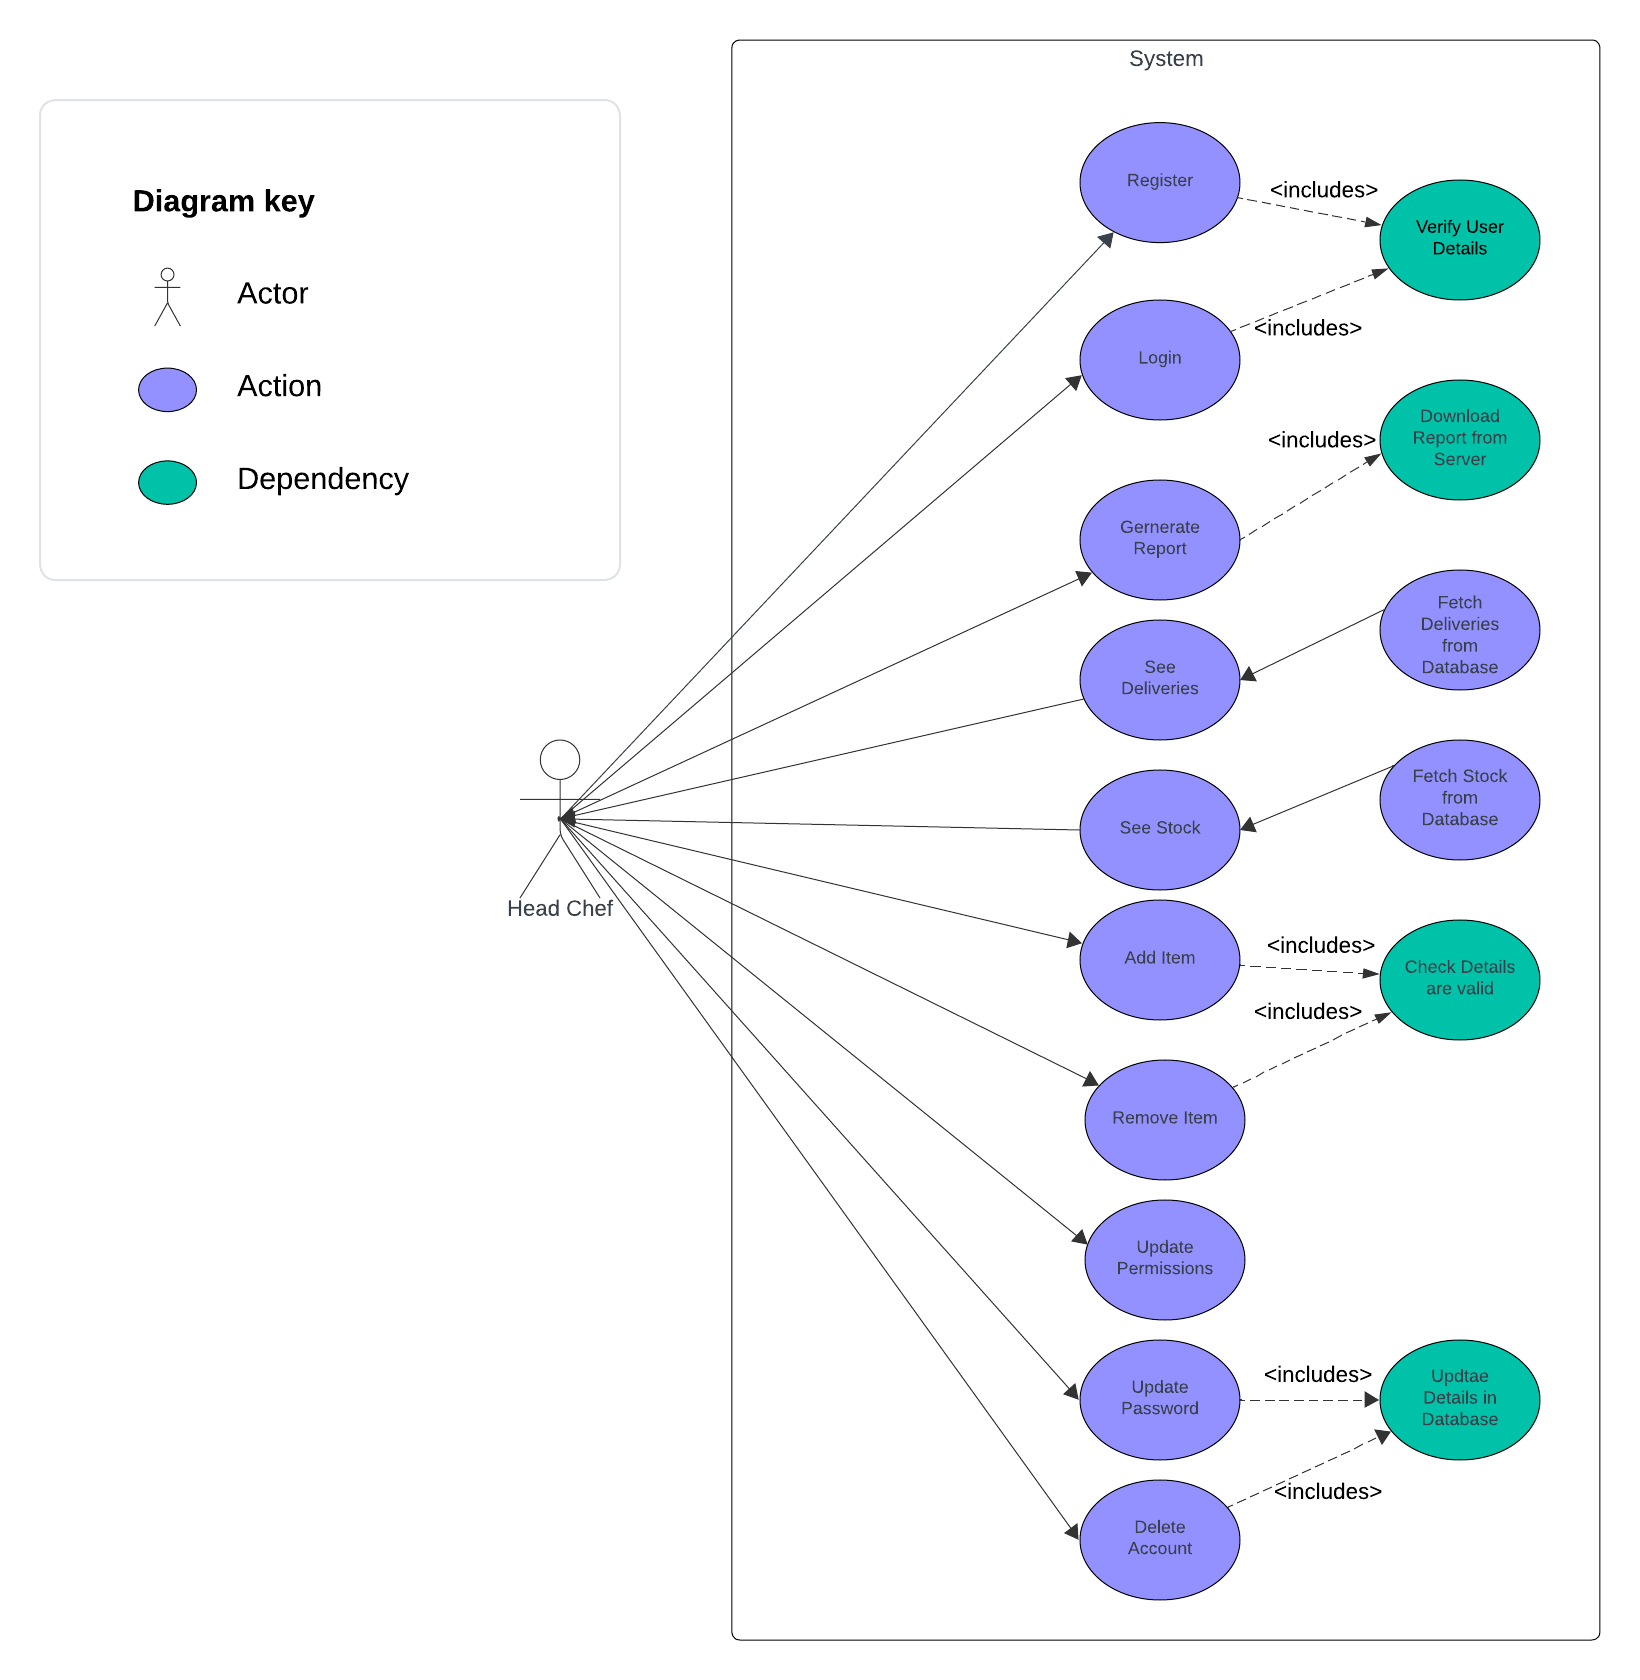 System
Diagram key
Actor
Action
Dependency
Head Chef
Register
<includes>
Verify User
Details
Login
<includes>
Download
Report from
Server
<includes>
Gernerate
Report
Fetch
Deliveries
from
Database
See
Deliveries
Fetch Stock
from
Database
See Stock
Add Item
<includes>
Check Details
are valid
<includes>
Remove Item
Update
Permissions
Update
Password
<includes>
Updtae
Details in
Database
<includes>
Delete
Account